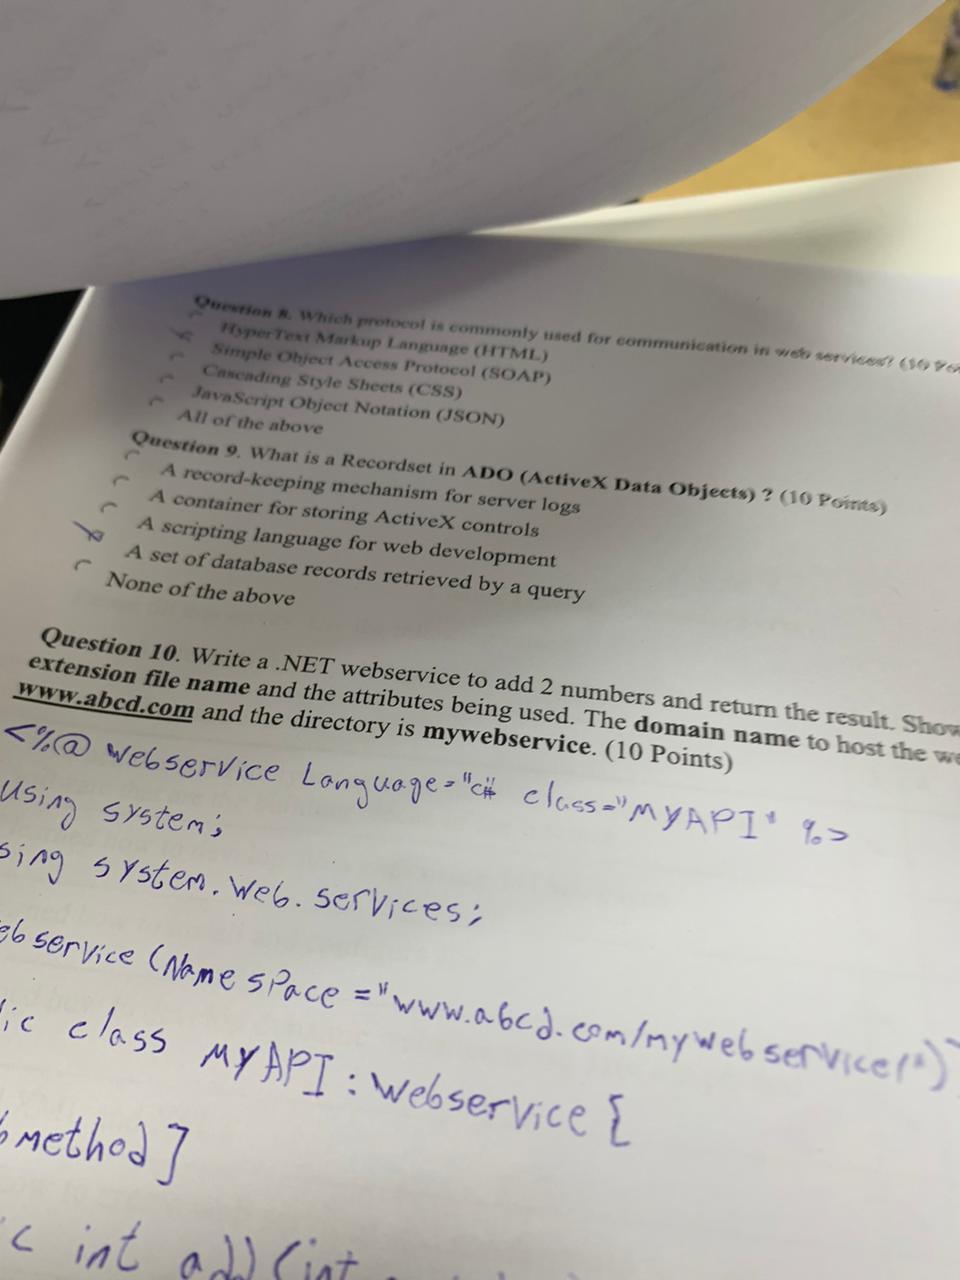 Question 8. Which protocol is commonly used for communication in web services? (10
HyperText Markup Language (HTML)
Simple Object Access Protocol (SOAP)
Cascading Style Sheets (CSS)
JavaScript Object Notation (JSON)
All of the above
Question 9. What is a Recordset in ADO (ActiveX Data Objects) ? (10 Points)
A record-keeping mechanism for server logs
A container for storing ActiveX controls
A scripting language for web development
A set of database records retrieved by a query
None of the above
Question 10. Write a .NET webservice to add 2 numbers and return the result. Show
extension file name and the attributes being used. The domain name to host the we
www.abcd.com and the directory is mywebservice. (10 Points)
<%@ webservice Language="c# class="MYAPI" %>
using system;
sing system.web.services;
eb service (Name space ="www.abcd.com/mywebservice/")
lic class MYAPI : webservice {
bmethod]
c int add(int